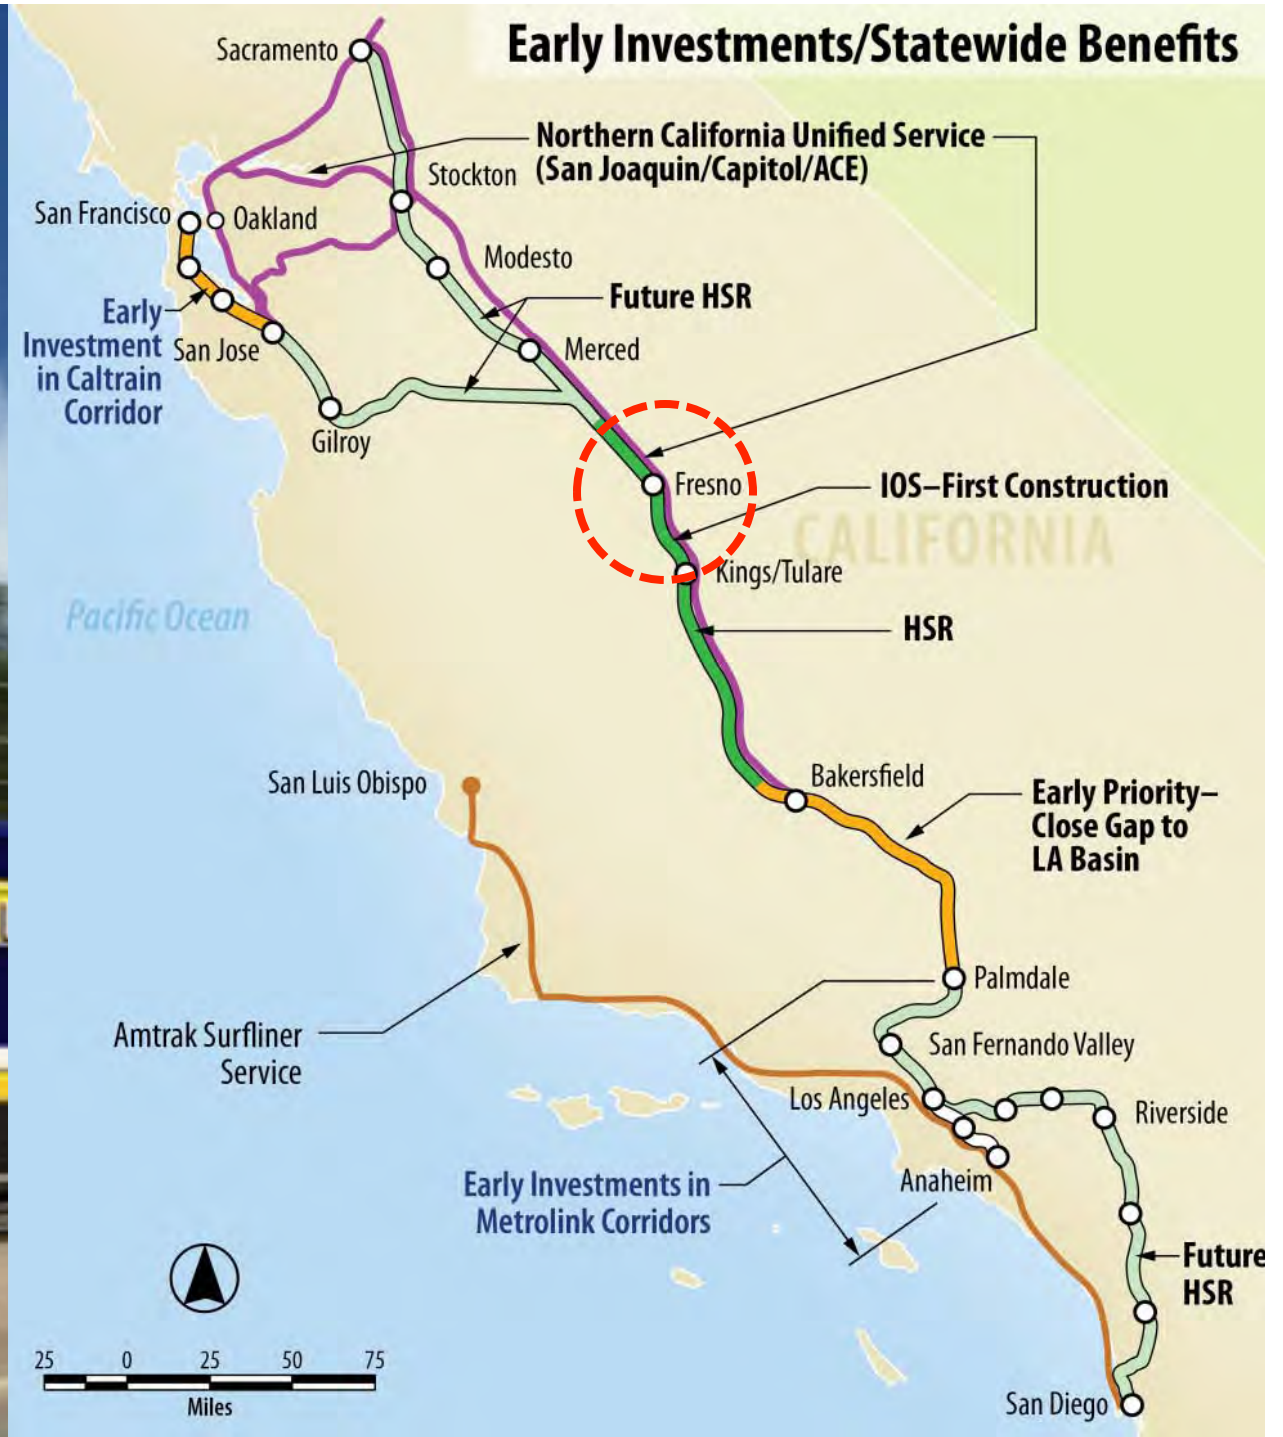 Early Investments/Statewide Benefits
Sacramento
Northern California Unified Service
(San Joaquin/Capitol/ACE)
Stockton
San Francisco
Oakland
Modesto
Future HSR
Early
Investment
in Caltrain
Corridor
San Jose
Merced
Gilroy
Fresno
IOS–First Construction
CALIFORNIA
Kings/Tulare
Pacific Ocean
HSR
San Luis Obispo
Bakersfield
Early Priority–
Close Gap to
LA Basin
Palmdale
Amtrak Surfliner
Service
San Fernando Valley
Los Angeles
Riverside
Anaheim
Early Investments in
Metrolink Corridors
Future
HSR
25 0 25 50 75
Miles
San Diego